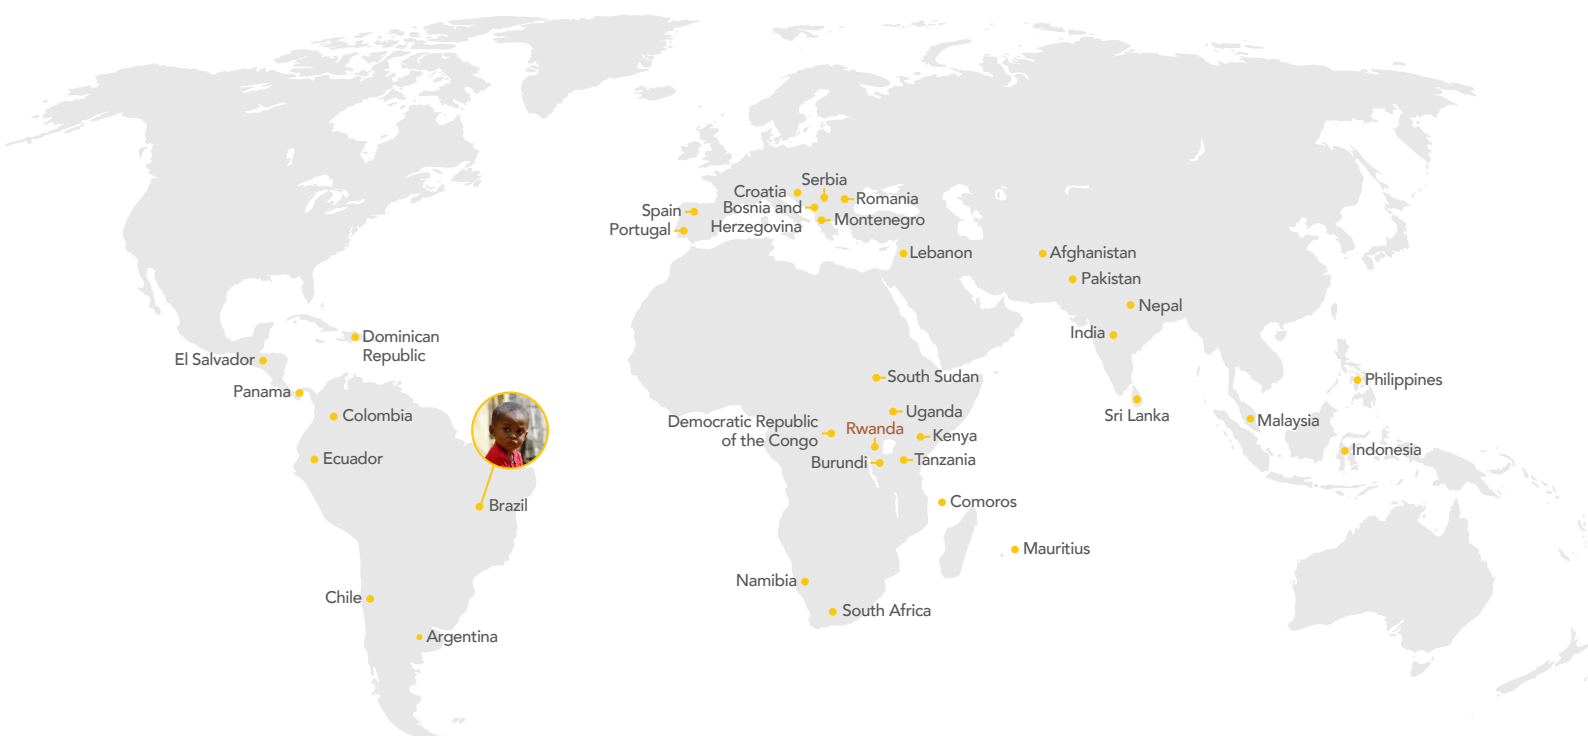 Serbia
Croatia
Romania
Bosnia and
Herzegovina
Spain
Montenegro
Portugal
Lebanon
Afghanistan
Pakistan
Nepal
India
Dominican
Republic
El Salvador
South Sudan
Philippines
Panama
Colombia
Uganda
Sri Lanka
Malaysia
Democratic Republic
of the Congo
Rwanda
Kenya
Indonesia
Ecuador
Burundi
Tanzania
Brazil
Comoros
Mauritius
Namibia
Chile
South Africa
Argentina